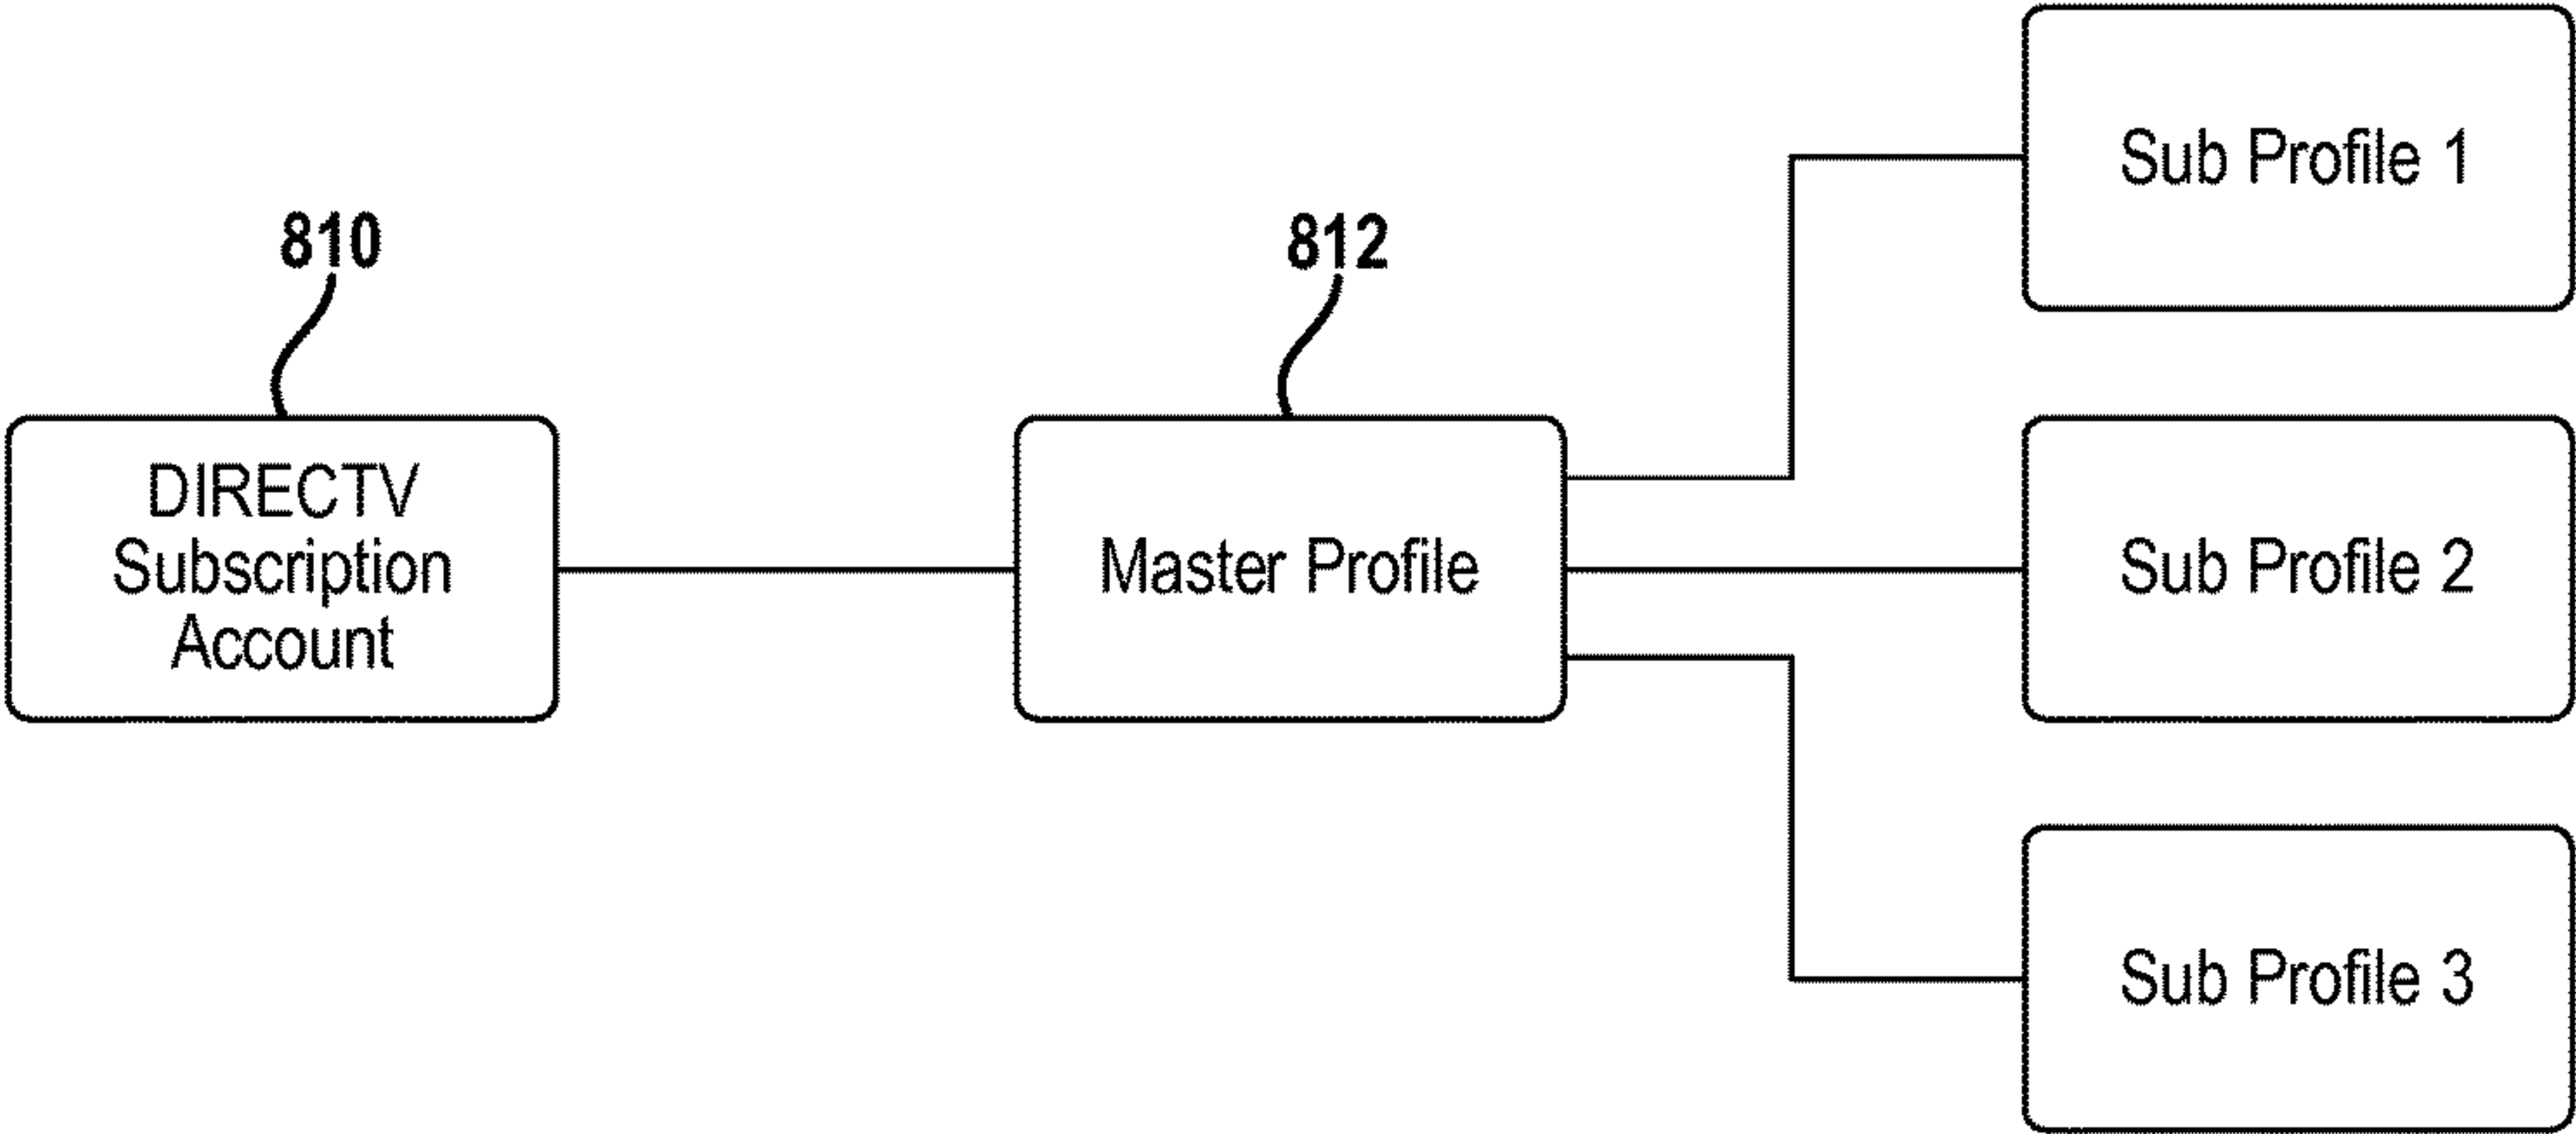 810
DIRECTV
Subscription
Account
812
Master Profile
Sub Profile 1
Sub Profile 2
Sub Profile 3